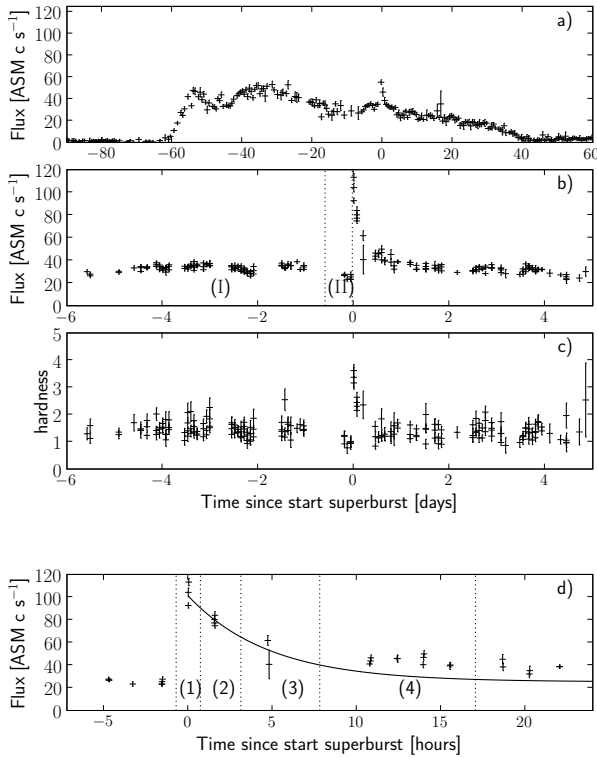 a)
Flux [ASM c s⁻¹]
120
100
80
60
40
20
0
−80 −60 −40 −20 0 20 40 60
b)
Flux [ASM c s⁻¹]
120
100
80
60
40
20
0
(I) (II)
−6 −4 −2 0 2 4
c)
hardness
5
4
3
2
1
0
−6 −4 −2 0 2 4
Time since start superburst [days]
d)
Flux [ASM c s⁻¹]
120
100
80
60
40
20
0
(1) (2) (3) (4)
−5 0 5 10 15 20
Time since start superburst [hours]